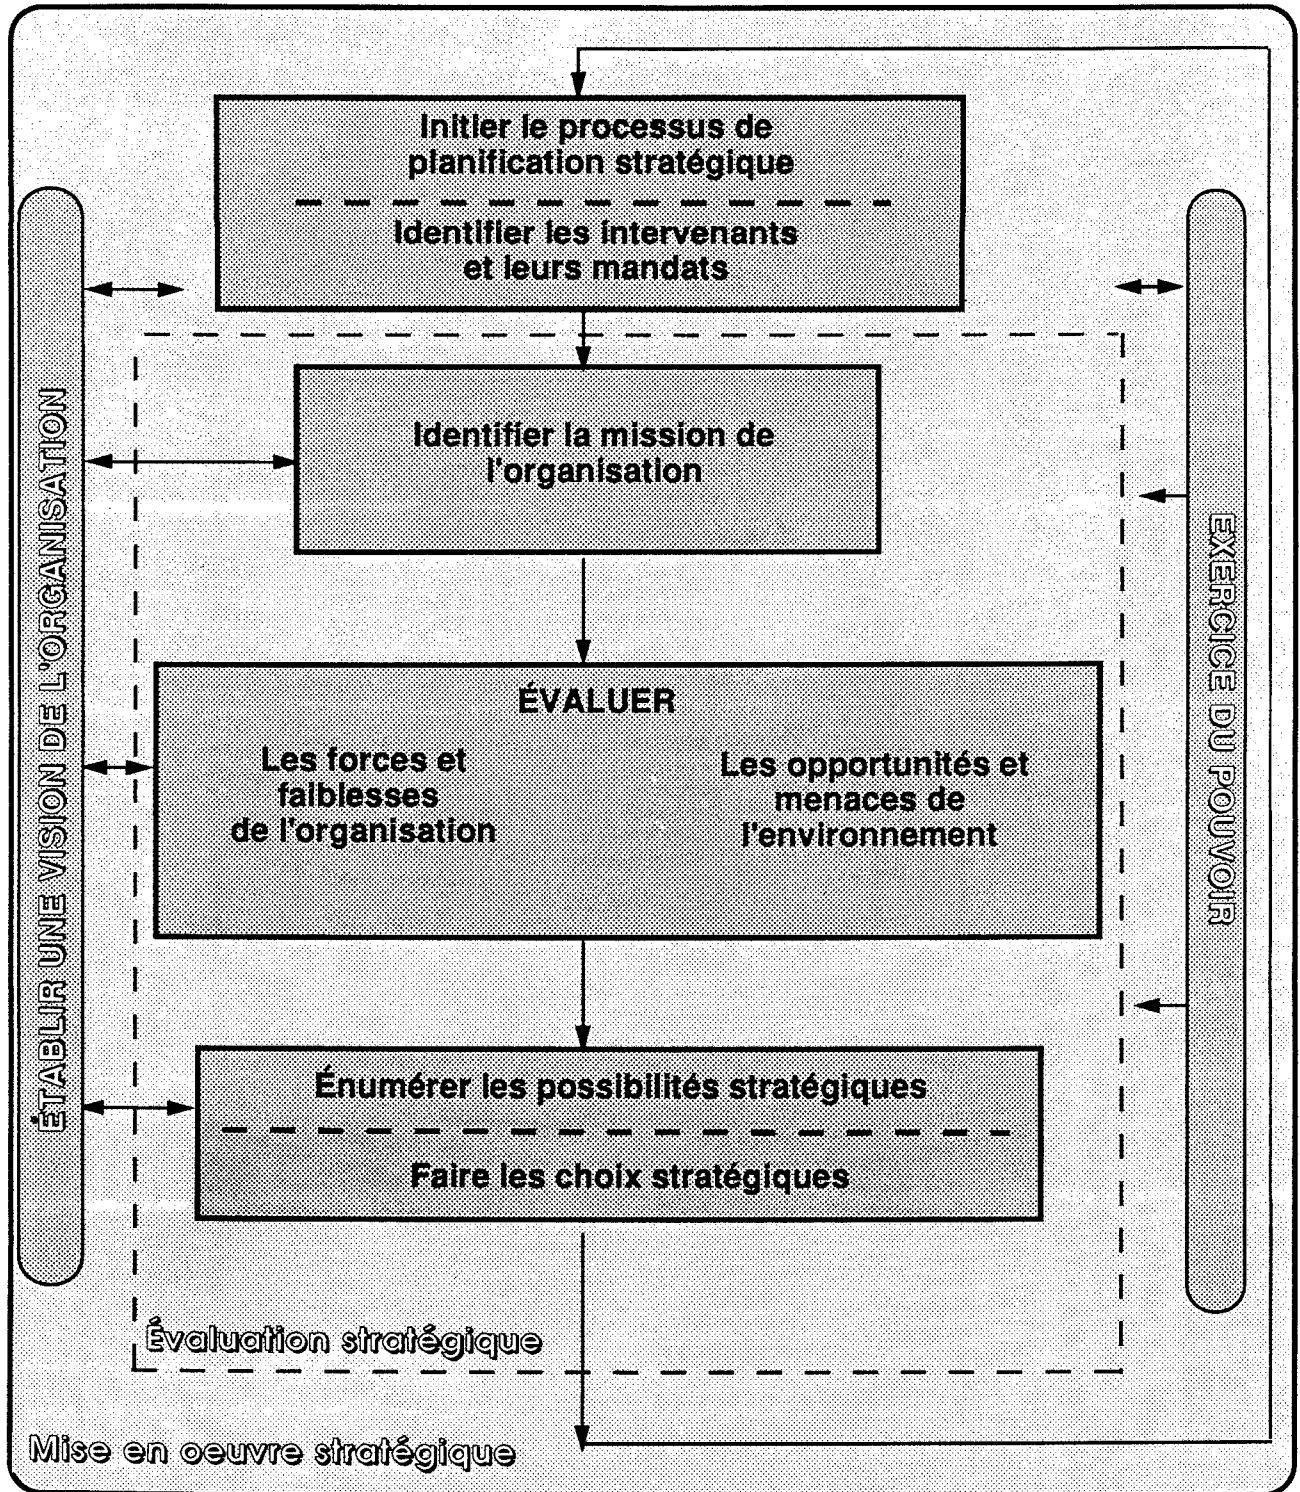 Initier le processus de
planification stratégique
Identifier les intervenants
et leurs mandats
Identifier la mission de
l'organisation
ÉVALUER
Les forces et
faiblesses
de l'organisation
Les opportunités et
menaces de
l'environnement
Énumérer les possibilités stratégiques
Faire les choix stratégiques
ÉTABLIR UNE VISION DE L'ORGANISATION
EXERCICE DU POUVOIR
Évaluation stratégique
Mise en oeuvre stratégique